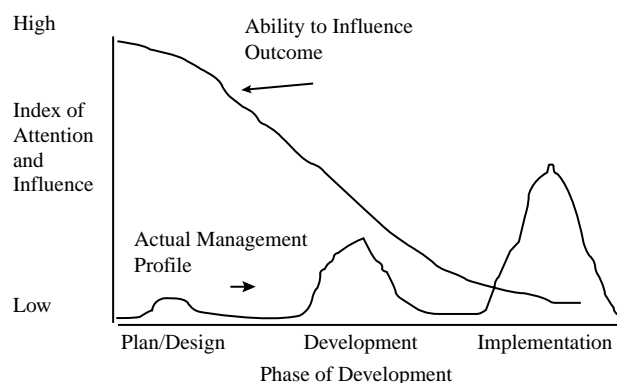 High
Ability to Influence
Outcome
Index of
Attention
and
Influence
Actual Management
Profile
Low
Plan/Design
Development
Implementation
Phase of Development